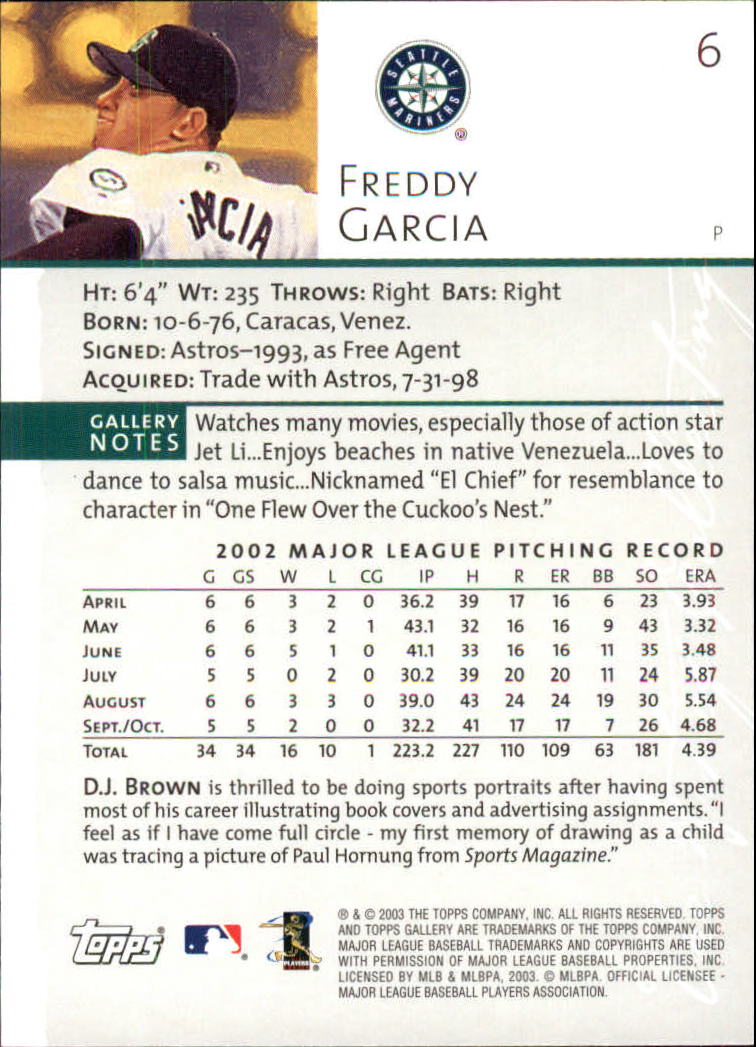 6
SEATTLE
MARINERS
®
FREDDY
GARCIA
P
HT: 6'4" WT: 235 THROWS: Right BATS: Right
BORN: 10-6-76, Caracas, Venez.
SIGNED: Astros–1993, as Free Agent
ACQUIRED: Trade with Astros, 7-31-98
GALLERY NOTES
Watches many movies, especially those of action star
Jet Li...Enjoys beaches in native Venezuela...Loves to
dance to salsa music...Nicknamed "El Chief" for resemblance to
character in "One Flew Over the Cuckoo's Nest."
2002 MAJOR LEAGUE PITCHING RECORD
G GS W L CG IP H R ER BB SO ERA
APRIL 6 6 3 2 0 36.2 39 17 16 6 23 3.93
MAY 6 6 3 2 1 43.1 32 16 16 9 43 3.32
JUNE 6 6 5 1 0 41.1 33 16 16 11 35 3.48
JULY 5 5 0 2 0 30.2 39 20 20 11 24 5.87
AUGUST 6 6 3 3 0 39.0 43 24 24 19 30 5.54
SEPT./OCT. 5 5 2 0 0 32.2 41 17 17 7 26 4.68
TOTAL 34 34 16 10 1 223.2 227 110 109 63 181 4.39
D.J. BROWN is thrilled to be doing sports portraits after having spent
most of his career illustrating book covers and advertising assignments. "I
feel as if I have come full circle - my first memory of drawing as a child
was tracing a picture of Paul Hornung from Sports Magazine."
Topps®
PLAYERS
® & © 2003 THE TOPPS COMPANY, INC. ALL RIGHTS RESERVED. TOPPS
AND TOPPS GALLERY ARE TRADEMARKS OF THE TOPPS COMPANY, INC.
MAJOR LEAGUE BASEBALL TRADEMARKS AND COPYRIGHTS ARE USED
WITH PERMISSION OF MAJOR LEAGUE BASEBALL PROPERTIES, INC.
LICENSED BY MLB & MLBPA, 2003. © MLBPA. OFFICIAL LICENSEE -
MAJOR LEAGUE BASEBALL PLAYERS ASSOCIATION.